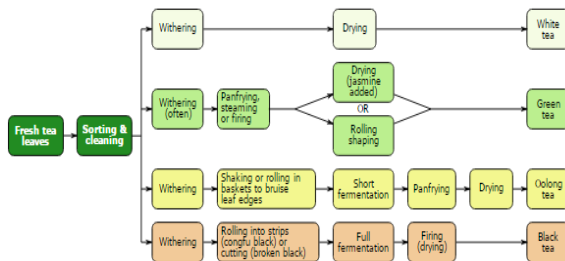 Withering
Drying
White
tea
Withering
(often)
Panfrying,
steaming
or firing
Drying
(jasmine
added)
OR
Rolling
shaping
Green
tea
Fresh tea
leaves
Sorting &
cleaning
Withering
Shaking or rolling in
baskets to bruise
leaf edges
Short
fermentation
Panfrying
Drying
Oolong
tea
Withering
Rolling into strips
(congfu black) or
cutting (broken black)
Full
fermentation
Firing
(drying)
Black
tea